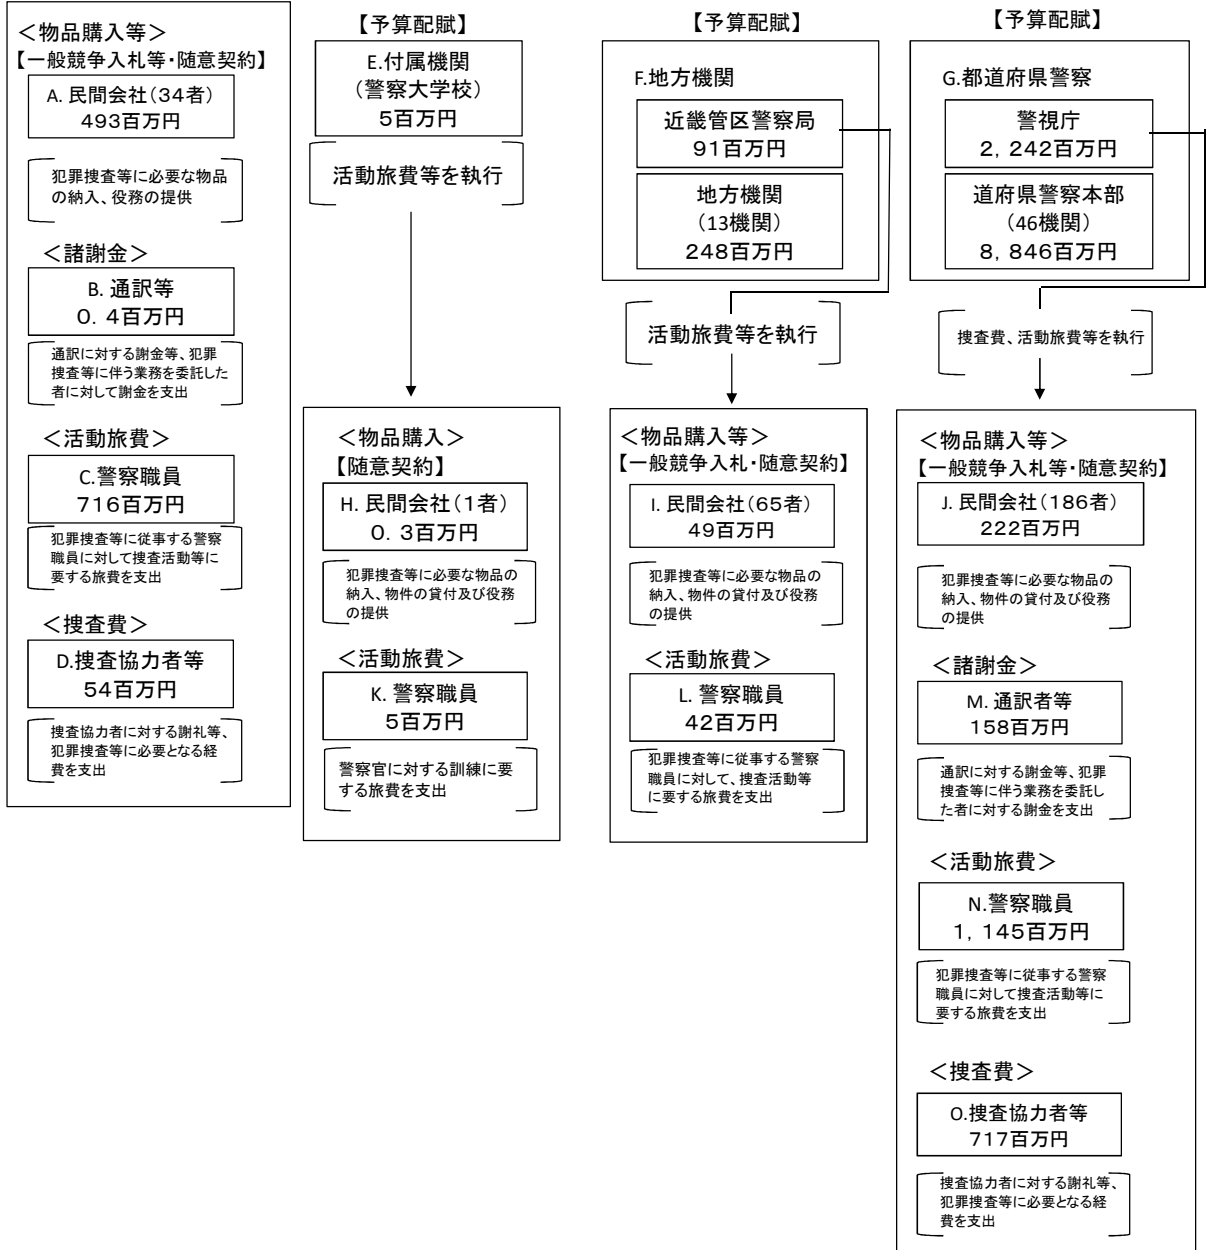 ＜物品購入等＞
【一般競争入札等・随意契約】
A. 民間会社（34者）
493百万円
犯罪捜査等に必要な物品
の納入、役務の提供
＜諸謝金＞
B. 通訳等
０．４百万円
通訳に対する謝金等、犯罪
捜査等に伴う業務を委託した
者に対して謝金を支出
＜活動旅費＞
C.警察職員
716百万円
犯罪捜査等に従事する警察
職員に対して捜査活動等に
要する旅費を支出
＜捜査費＞
D.捜査協力者等
54百万円
捜査協力者に対する謝礼等、
犯罪捜査等に必要となる経
費を支出
【予算配賦】
E.付属機関
（警察大学校）
5百万円
活動旅費等を執行
＜物品購入＞
【随意契約】
H. 民間会社（1者）
０．３百万円
犯罪捜査等に必要な物品の
納入、物件の貸付及び役務
の提供
＜活動旅費＞
K. 警察職員
5百万円
警察官に対する訓練に要
する旅費を支出
【予算配賦】
F.地方機関
近畿管区警察局
91百万円
地方機関
（13機関）
248百万円
活動旅費等を執行
＜物品購入等＞
【一般競争入札・随意契約】
I. 民間会社（65者）
49百万円
犯罪捜査等に必要な物品の
納入、物件の貸付及び役務
の提供
＜活動旅費＞
L. 警察職員
42百万円
犯罪捜査等に従事する警察
職員に対して、捜査活動等
に要する旅費を支出
【予算配賦】
G.都道府県警察
警視庁
２，２４２百万円
道府県警察本部
（46機関）
８，８４６百万円
捜査費、活動旅費等を執行
＜物品購入等＞
【一般競争入札等・随意契約】
J. 民間会社（186者）
222百万円
犯罪捜査等に必要な物品の
納入、物件の貸付及び役務
の提供
＜諸謝金＞
M. 通訳者等
158百万円
通訳に対する謝金等、犯罪
捜査等に伴う業務を委託し
た者に対する謝金を支出
＜活動旅費＞
N.警察職員
１，１４５百万円
犯罪捜査等に従事する警察
職員に対して捜査活動等に
要する旅費を支出
＜捜査費＞
O.捜査協力者等
717百万円
捜査協力者に対する謝礼等、
犯罪捜査等に必要となる経
費を支出